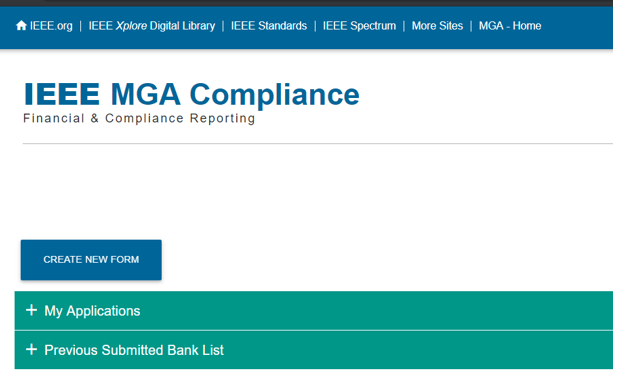 IEEE.org | IEEE Xplore Digital Library | IEEE Standards | IEEE Spectrum | More Sites | MGA - Home
IEEE MGA Compliance
Financial & Compliance Reporting
CREATE NEW FORM
+ My Applications
+ Previous Submitted Bank List